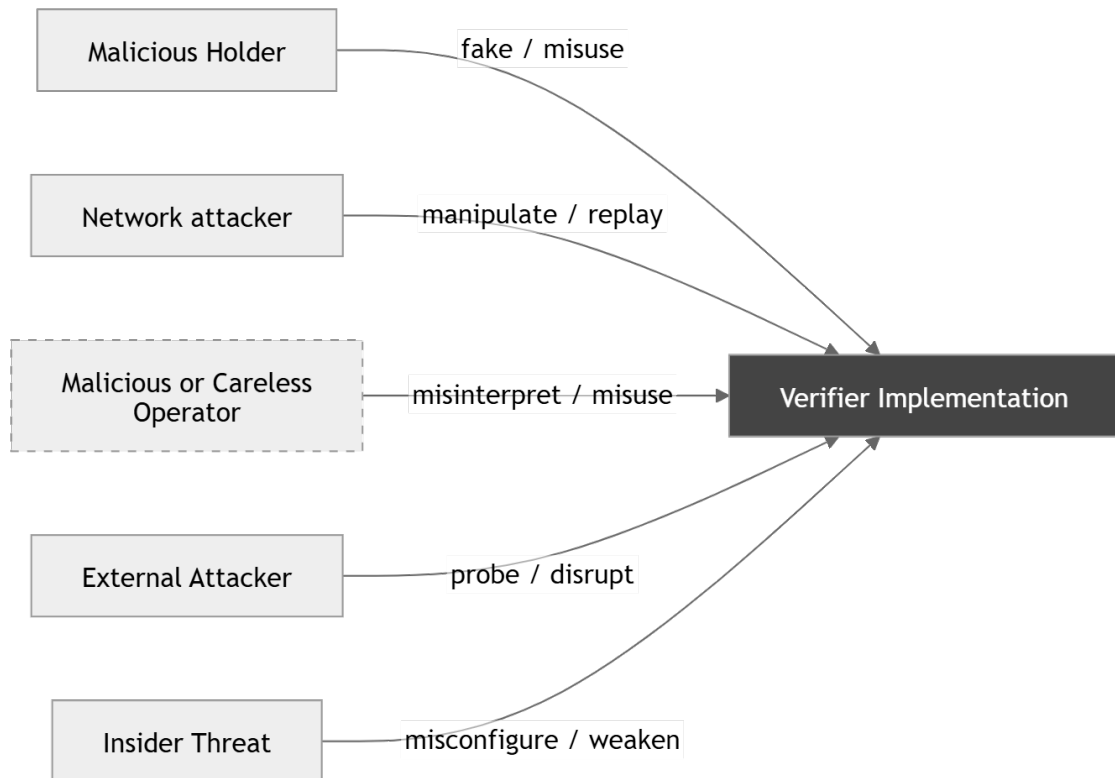 Malicious Holder
fake / misuse
Network attacker
manipulate / replay
Malicious or Careless
Operator
misinterpret / misuse
Verifier Implementation
External Attacker
probe / disrupt
Insider Threat
misconfigure / weaken